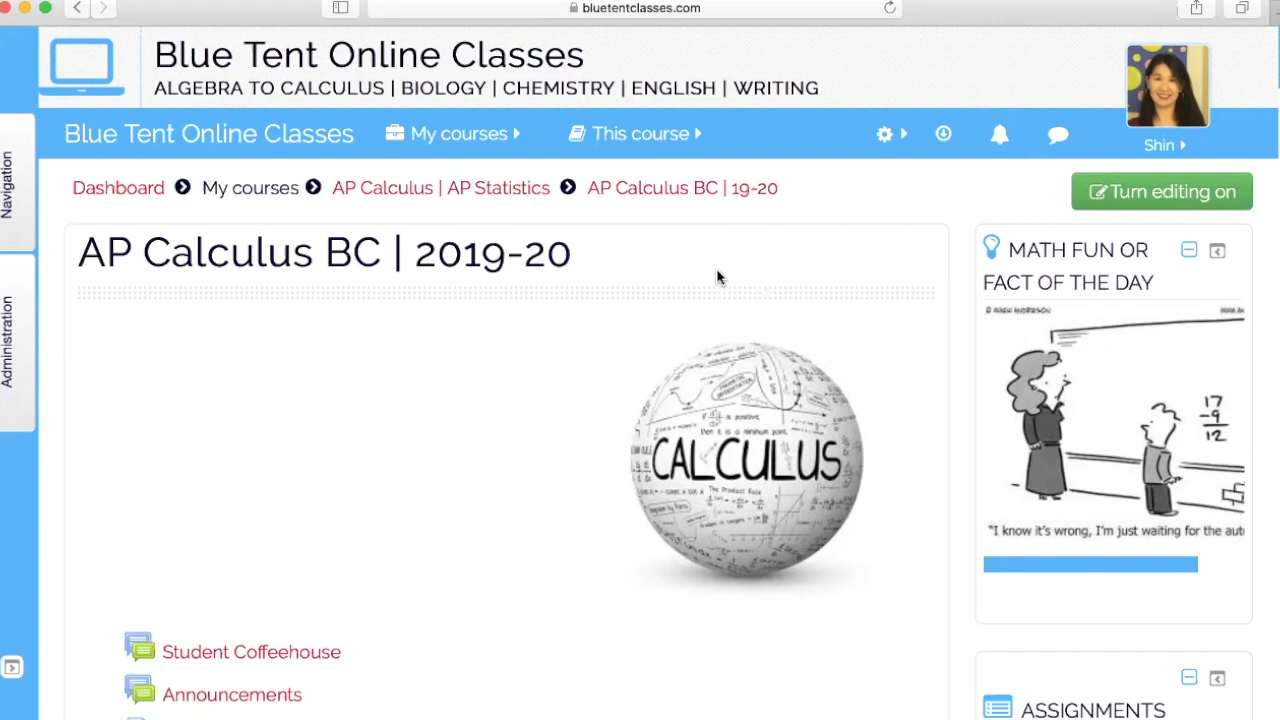 bluetentclasses.com
Blue Tent Online Classes
ALGEBRA TO CALCULUS | BIOLOGY | CHEMISTRY | ENGLISH | WRITING
Blue Tent Online Classes
My courses
This course
Shin
Navigation
Dashboard
My courses
AP Calculus | AP Statistics
AP Calculus BC | 19-20
Turn editing on
AP Calculus BC | 2019-20
MATH FUN OR
FACT OF THE DAY
Administration
17
-9
12
CALCULUS
"I know it's wrong, I'm just waiting for the aut
Student Coffeehouse
Announcements
ASSIGNMENTS